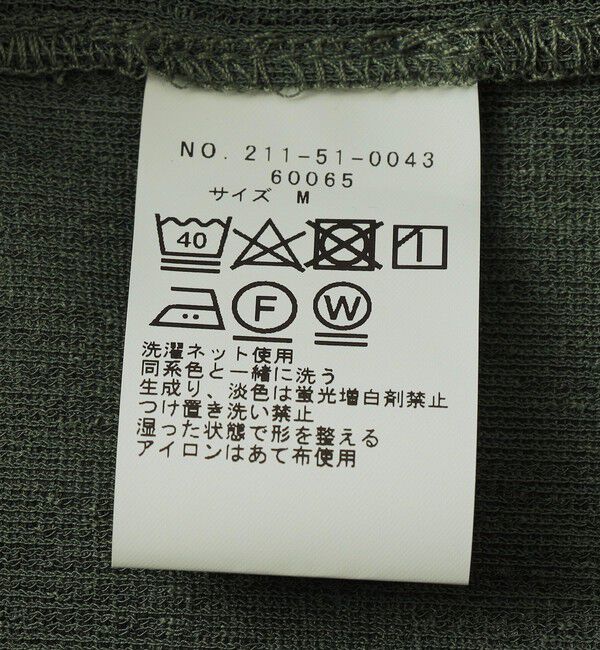 NO. 211-51-0043
60065
サイズ M
40
F W
洗濯ネット使用
同系色と一緒に洗う
生成り、淡色は蛍光増白剤禁止
つけ置き洗い禁止
湿った状態で形を整える
アイロンはあて布使用